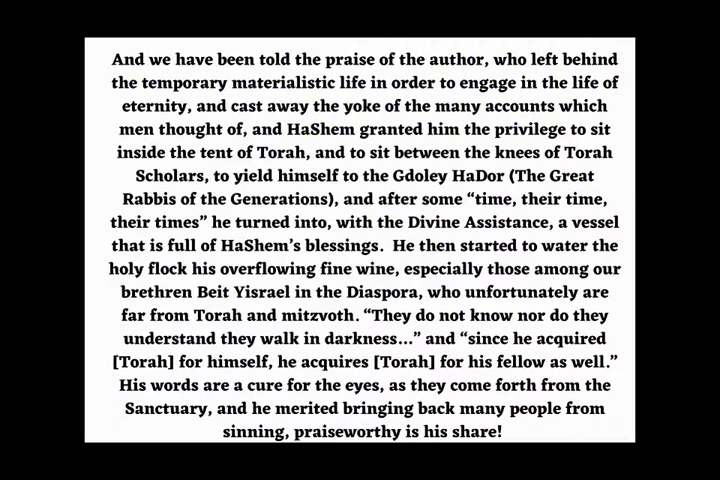 And we have been told the praise of the author, who left behind
the temporary materialistic life in order to engage in the life of
eternity, and cast away the yoke of the many accounts which
men thought of, and HaShem granted him the privilege to sit
inside the tent of Torah, and to sit between the knees of Torah
Scholars, to yield himself to the Gdoley HaDor (The Great
Rabbis of the Generations), and after some “time, their time,
their times” he turned into, with the Divine Assistance, a vessel
that is full of HaShem’s blessings. He then started to water the
holy flock his overflowing fine wine, especially those among our
brethren Beit Yisrael in the Diaspora, who unfortunately are
far from Torah and mitzvoth. “They do not know nor do they
understand they walk in darkness...” and “since he acquired
[Torah] for himself, he acquires [Torah] for his fellow as well.”
His words are a cure for the eyes, as they come forth from the
Sanctuary, and he merited bringing back many people from
sinning, praiseworthy is his share!